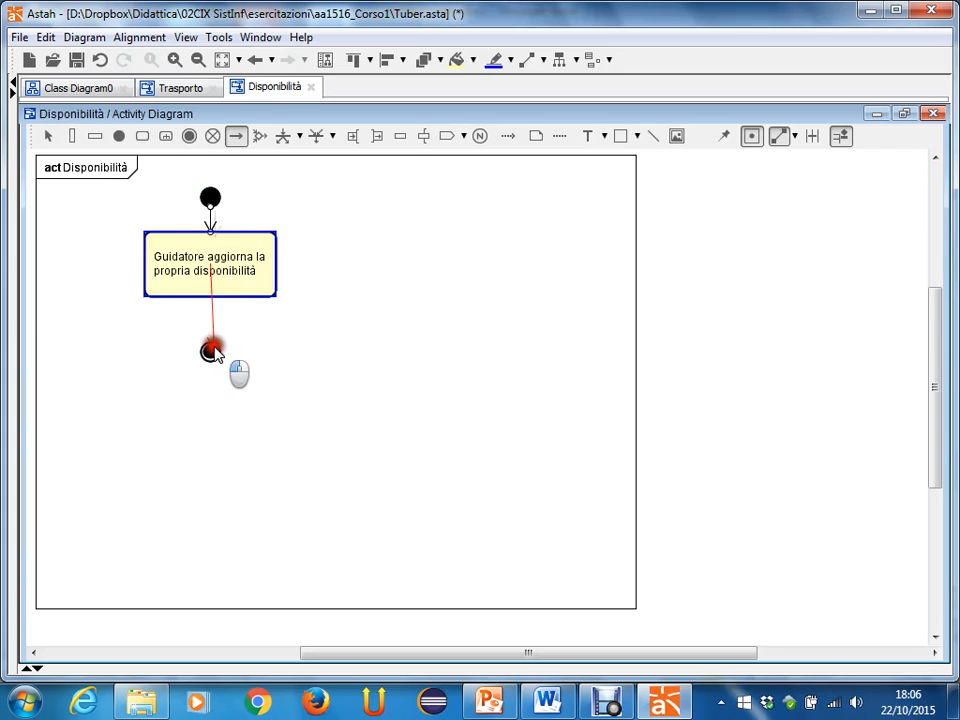 Astah - [D:\Dropbox\Didattica\02CIX SistInf\esercitazioni\aa1516_Corso1\Tuber.asta] (*)
File Edit Diagram Alignment View Tools Window Help
Class Diagram0 Trasporto Disponibilità
Disponibilità / Activity Diagram
N T
act Disponibilità
Guidatore aggiorna la
propria disponibilità
18:06
22/10/2015